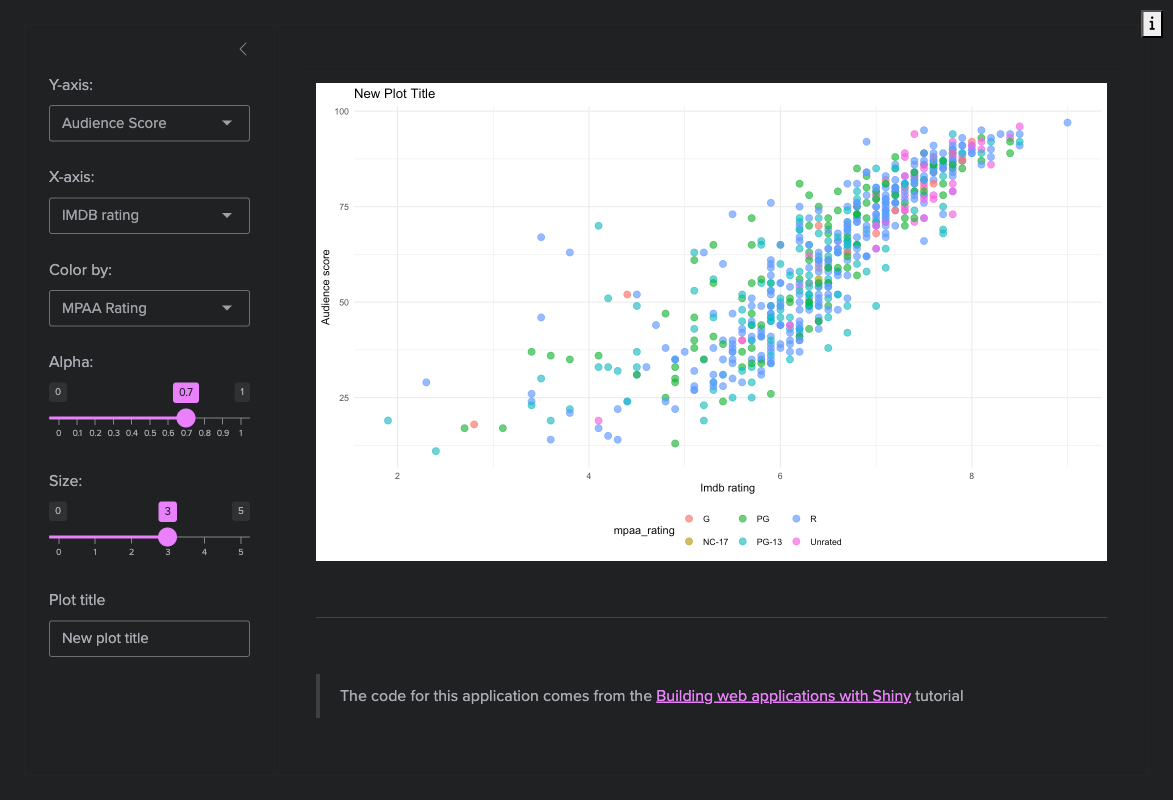 i
Y-axis:
Audience Score
X-axis:
IMDB rating
Color by:
MPAA Rating
Alpha:
0 0.7 1
0 0.1 0.2 0.3 0.4 0.5 0.6 0.7 0.8 0.9 1
Size:
0 3 5
0 1 2 3 4 5
Plot title
New plot title
New Plot Title
100
75
50
25
Audience score
2 4 6 8
Imdb rating
mpaa_rating
G PG R
NC-17 PG-13 Unrated
The code for this application comes from the Building web applications with Shiny tutorial